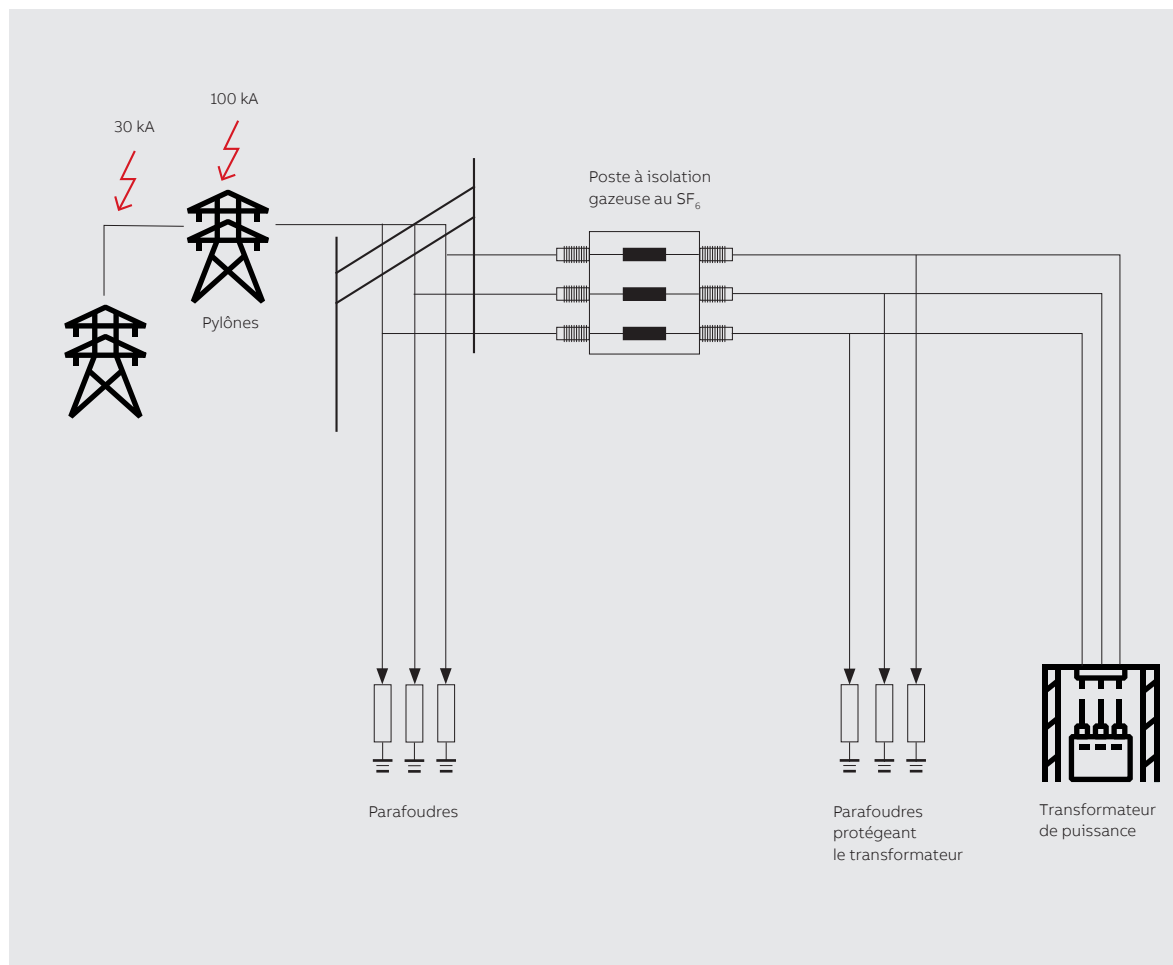 100 kA
30 kA
Poste à isolation
gazeuse au SF₆
Pylônes
Parafoudres
Parafoudres
protégeant
le transformateur
Transformateur
de puissance